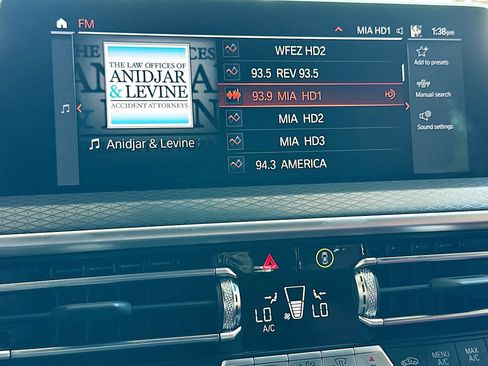 FM
MIA HD1
1:38pm
THE LAW OFFICES OF
ANIDJAR
& LEVINE
ACCIDENT ATTORNEYS
Anidjar & Levine
WFEZ HD2
93.5 REV 93.5
93.9 MIA HD1
MIA HD2
MIA HD3
94.3 AMERICA
Add to presets
Manual search
Sound settings
LO
A/C
LO
A/C
MENU
A/C
MAX
A/C